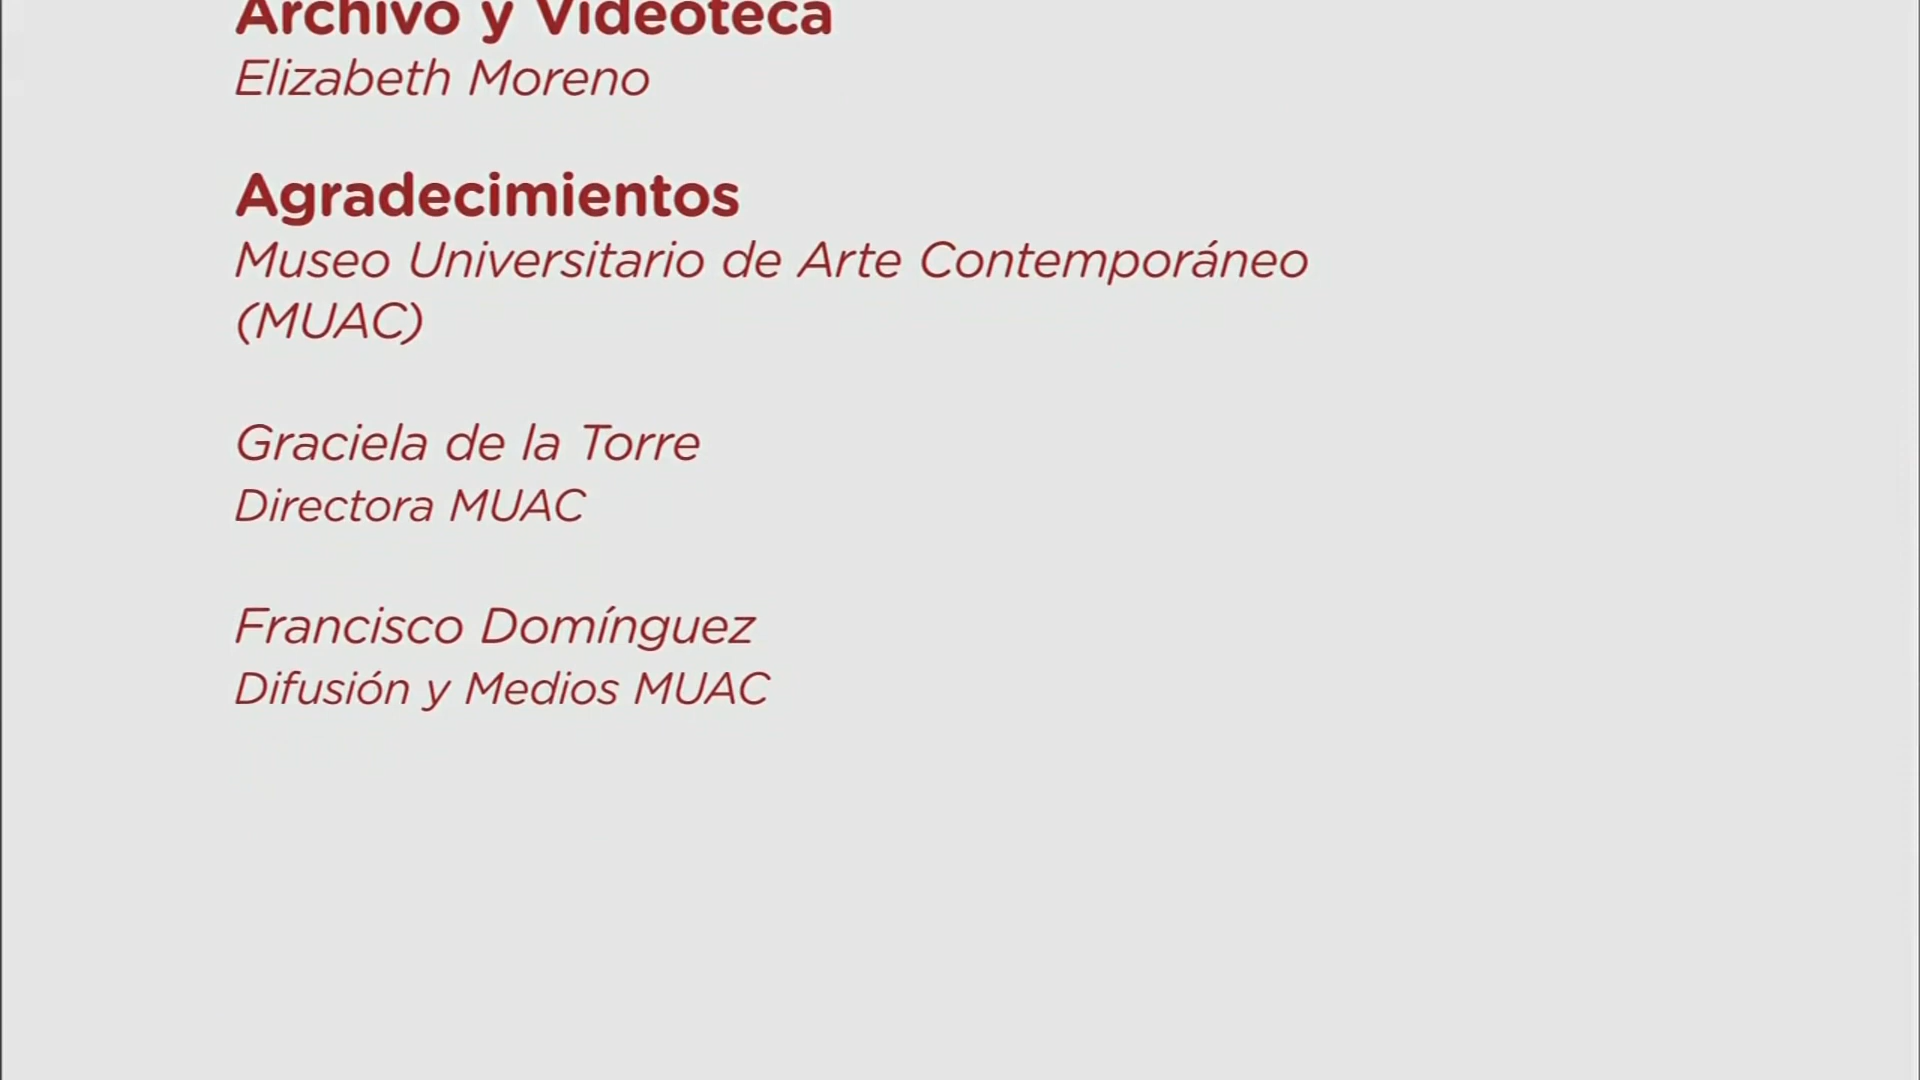 Archivo y Videoteca
Elizabeth Moreno
Agradecimientos
Museo Universitario de Arte Contemporáneo
(MUAC)
Graciela de la Torre
Directora MUAC
Francisco Domínguez
Difusión y Medios MUAC